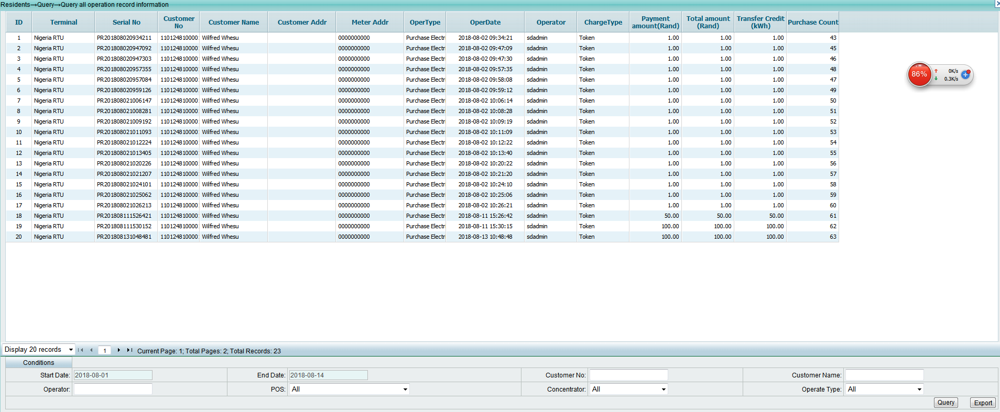 Residents→Query→Query all operation record information
ID Terminal Serial No Customer No Customer Name Customer Addr Meter Addr OperType OperDate Operator ChargeType Payment amount(Rand) Total amount (Rand) Transfer Credit (kWh) Purchase Count
1 Nigeria RTU PR201808020934211 110124810000 Wilfred Whesu 0000000000 Purchase Electr 2018-08-02 09:34:21 sdadmin Token 1.00 1.00 1.00 43
2 Nigeria RTU PR201808020947092 110124810000 Wilfred Whesu 0000000000 Purchase Electr 2018-08-02 09:47:09 sdadmin Token 1.00 1.00 1.00 45
3 Nigeria RTU PR201808020947303 110124810000 Wilfred Whesu 0000000000 Purchase Electr 2018-08-02 09:47:30 sdadmin Token 1.00 1.00 1.00 46
4 Nigeria RTU PR201808020957355 110124810000 Wilfred Whesu 0000000000 Purchase Electr 2018-08-02 09:57:35 sdadmin Token 1.00 1.00 1.00 48
5 Nigeria RTU PR201808020957084 110124810000 Wilfred Whesu 0000000000 Purchase Electr 2018-08-02 09:58:08 sdadmin Token 1.00 1.00 1.00 47
6 Nigeria RTU PR201808020959126 110124810000 Wilfred Whesu 0000000000 Purchase Electr 2018-08-02 09:59:12 sdadmin Token 1.00 1.00 1.00 49
7 Nigeria RTU PR201808021006147 110124810000 Wilfred Whesu 0000000000 Purchase Electr 2018-08-02 10:06:14 sdadmin Token 1.00 1.00 1.00 50
8 Nigeria RTU PR201808021008281 110124810000 Wilfred Whesu 0000000000 Purchase Electr 2018-08-02 10:08:28 sdadmin Token 1.00 1.00 1.00 51
9 Nigeria RTU PR201808021009192 110124810000 Wilfred Whesu 0000000000 Purchase Electr 2018-08-02 10:09:19 sdadmin Token 1.00 1.00 1.00 52
10 Nigeria RTU PR201808021011093 110124810000 Wilfred Whesu 0000000000 Purchase Electr 2018-08-02 10:11:09 sdadmin Token 1.00 1.00 1.00 53
11 Nigeria RTU PR201808021012224 110124810000 Wilfred Whesu 0000000000 Purchase Electr 2018-08-02 10:12:22 sdadmin Token 1.00 1.00 1.00 54
12 Nigeria RTU PR201808021013405 110124810000 Wilfred Whesu 0000000000 Purchase Electr 2018-08-02 10:13:40 sdadmin Token 1.00 1.00 1.00 55
13 Nigeria RTU PR201808021020226 110124810000 Wilfred Whesu 0000000000 Purchase Electr 2018-08-02 10:20:22 sdadmin Token 1.00 1.00 1.00 56
14 Nigeria RTU PR201808021021207 110124810000 Wilfred Whesu 0000000000 Purchase Electr 2018-08-02 10:21:20 sdadmin Token 1.00 1.00 1.00 57
15 Nigeria RTU PR201808021024101 110124810000 Wilfred Whesu 0000000000 Purchase Electr 2018-08-02 10:24:10 sdadmin Token 1.00 1.00 1.00 58
16 Nigeria RTU PR201808021025062 110124810000 Wilfred Whesu 0000000000 Purchase Electr 2018-08-02 10:25:06 sdadmin Token 1.00 1.00 1.00 59
17 Nigeria RTU PR201808021026213 110124810000 Wilfred Whesu 0000000000 Purchase Electr 2018-08-02 10:26:21 sdadmin Token 1.00 1.00 1.00 60
18 Nigeria RTU PR201808111526421 110124810000 Wilfred Whesu 0000000000 Purchase Electr 2018-08-11 15:26:42 sdadmin Token 50.00 50.00 50.00 61
19 Nigeria RTU PR201808111530152 110124810000 Wilfred Whesu 0000000000 Purchase Electr 2018-08-11 15:30:15 sdadmin Token 100.00 100.00 100.00 62
20 Nigeria RTU PR201808131048481 110124810000 Wilfred Whesu 0000000000 Purchase Electr 2018-08-13 10:48:48 sdadmin Token 100.00 100.00 100.00 63
86% 0K/s
0.3K/s
Display 20 records 1 Current Page: 1; Total Pages: 2; Total Records: 23
Conditions
Start Date: 2018-08-01 End Date: 2018-08-14 Customer No: Customer Name:
Operator: POS: All Concentrator: All Operate Type: All
Query Export